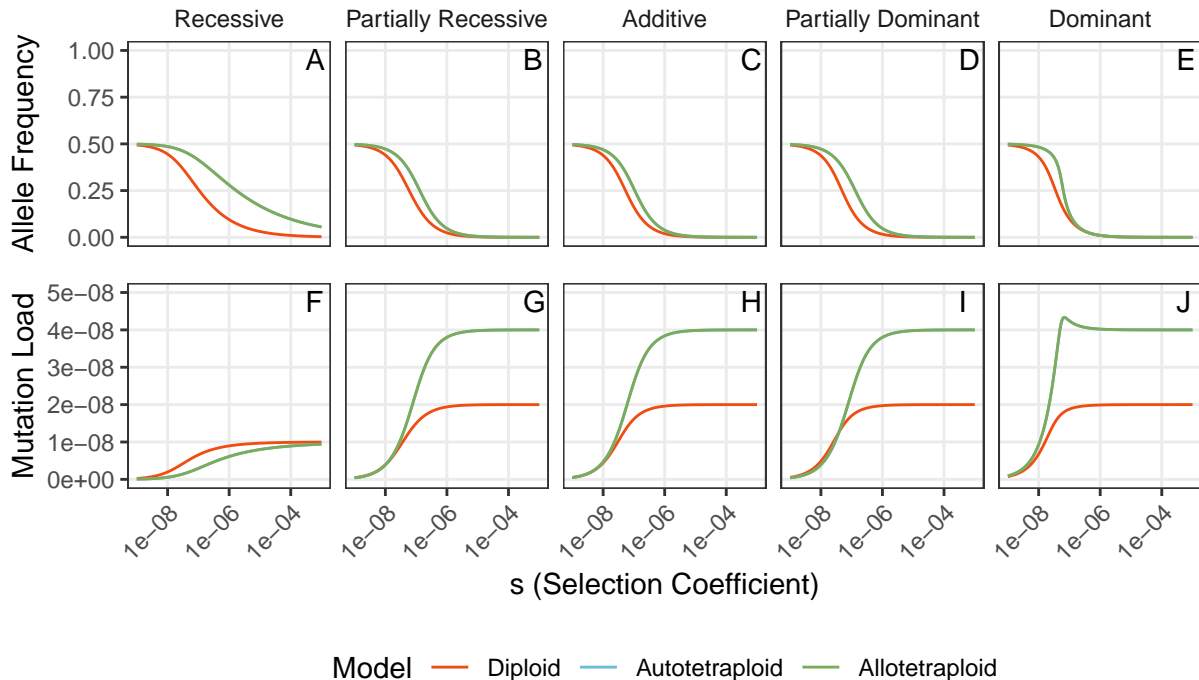 Recessive Partially Recessive Additive Partially Dominant Dominant
Allele Frequency
1.00
0.75
0.50
0.25
0.00
A B C D E
Mutation Load
5e−08
4e−08
3e−08
2e−08
1e−08
0e+00
F G H I J
1e−08 1e−06 1e−04 1e−08 1e−06 1e−04 1e−08 1e−06 1e−04 1e−08 1e−06 1e−04 1e−08 1e−06 1e−04
s (Selection Coefficient)
Model Diploid Autotetraploid Allotetraploid